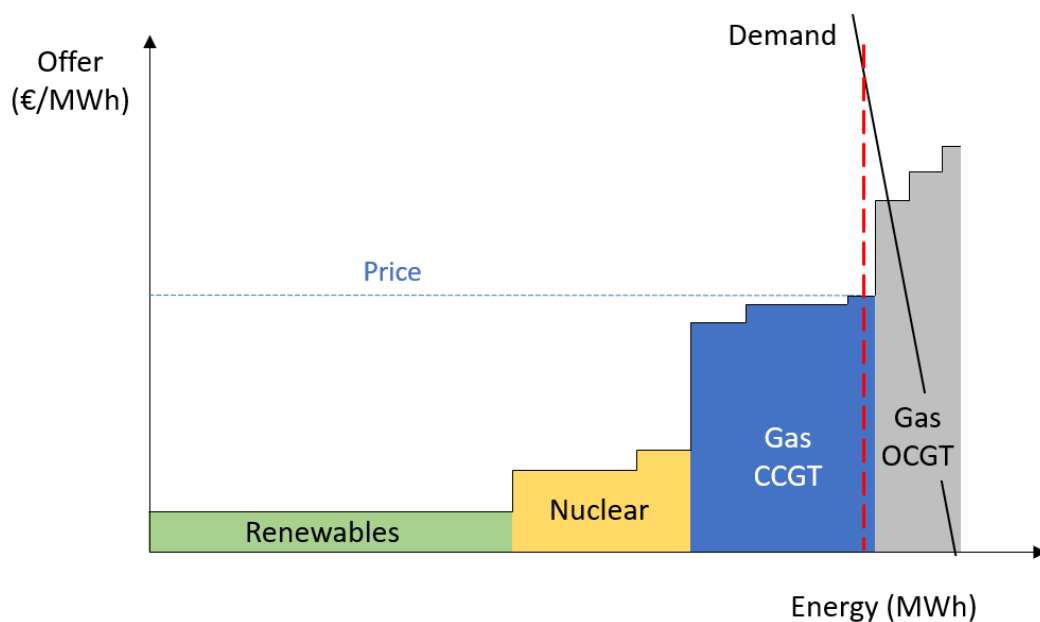 Demand
Offer
(€/MWh)
Price
Gas
CCGT
Gas
OCGT
Nuclear
Renewables
Energy (MWh)